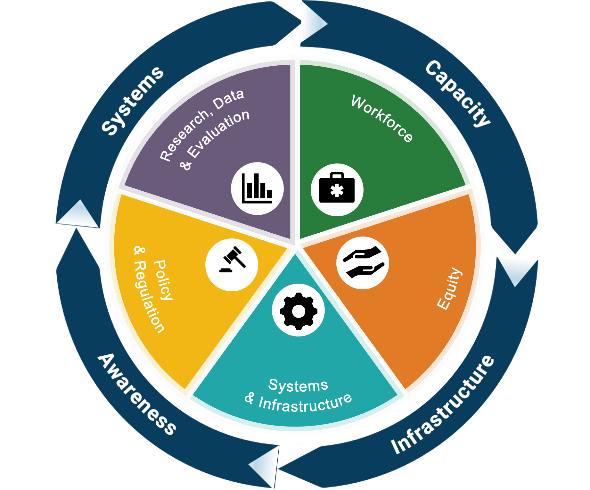 Systems
Capacity
Research, Data
& Evaluation
Workforce
Policy
& Regulation
Equity
Systems
& Infrastructure
Awareness
Infrastructure